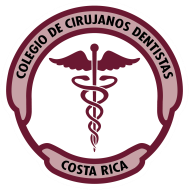 COLEGIO DE CIRUJANOS DENTISTAS
COSTA RICA